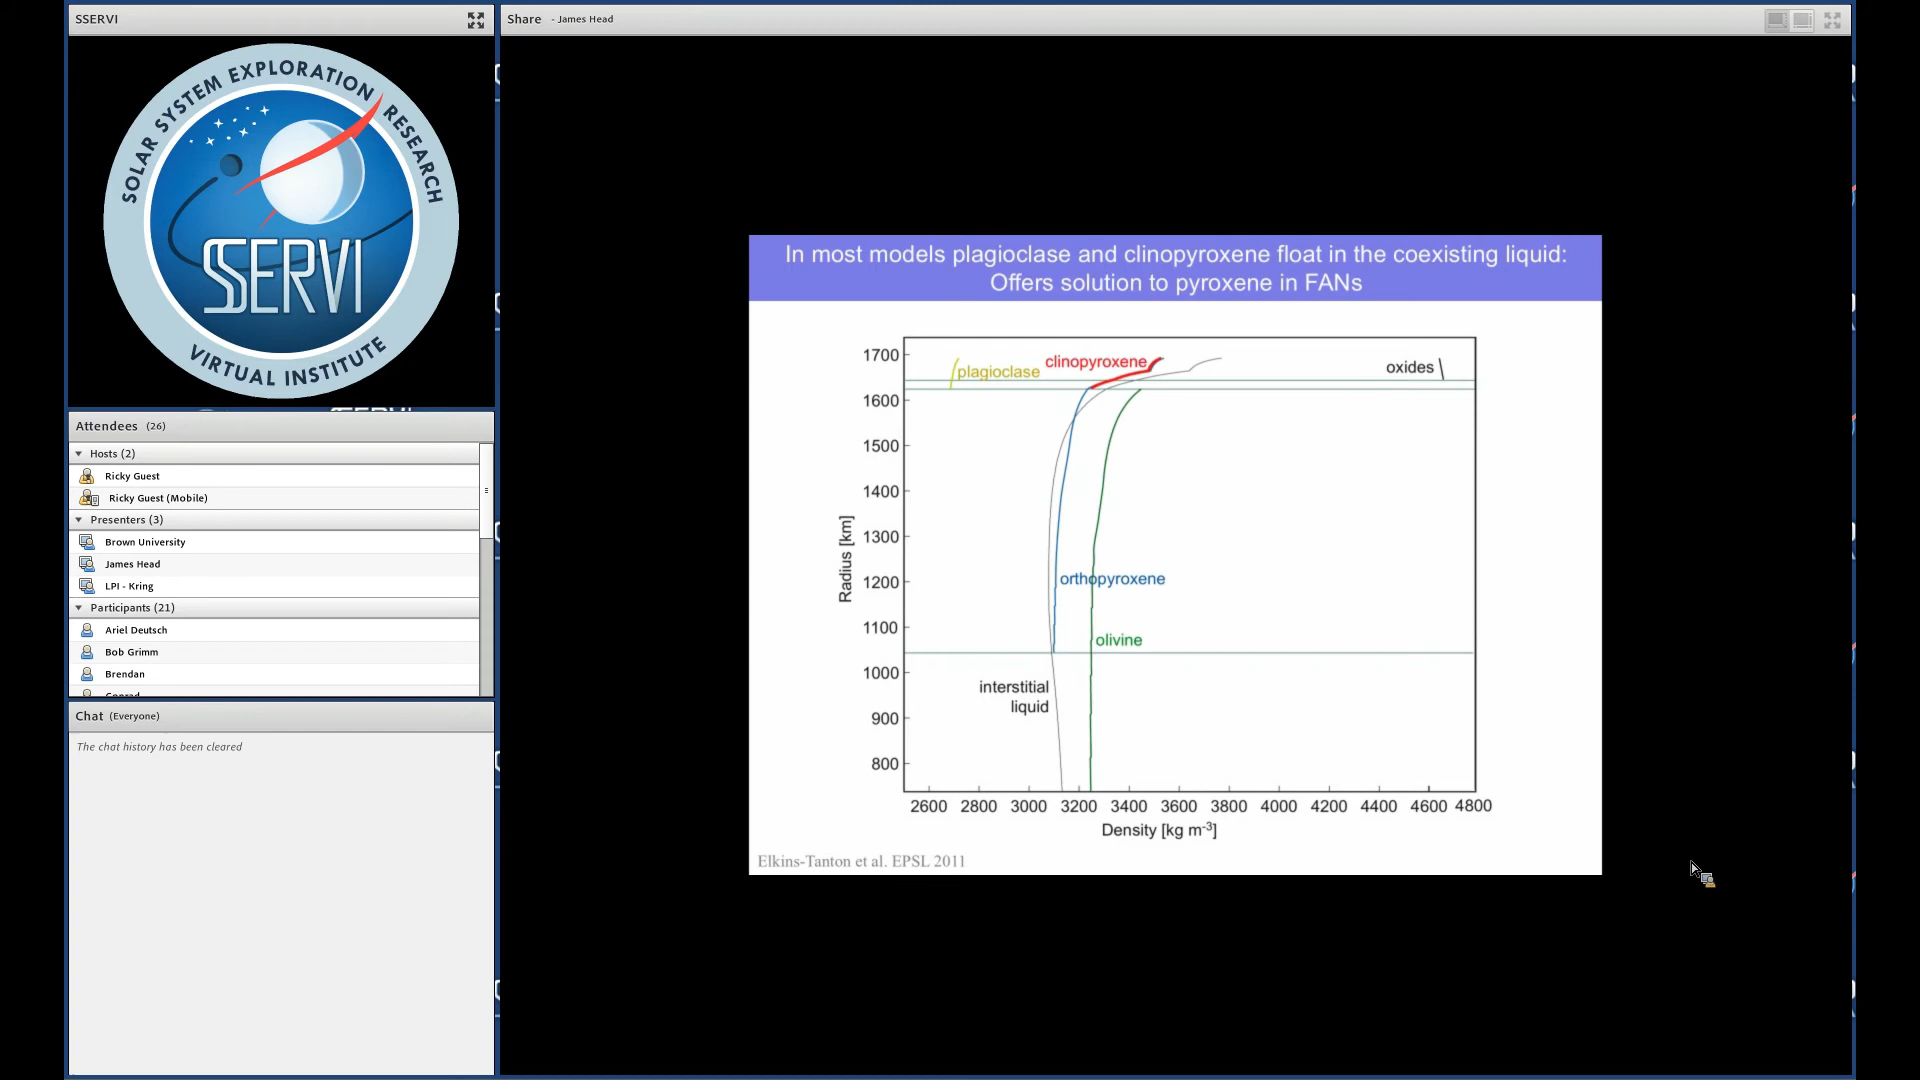 SSERVI
SOLAR SYSTEM EXPLORATION RESEARCH
SSERVI
VIRTUAL INSTITUTE
Attendees (26)
Hosts (2)
Ricky Guest
Ricky Guest (Mobile)
Presenters (3)
Brown University
James Head
LPI - Kring
Participants (21)
Ariel Deutsch
Bob Grimm
Brendan
Conrad
Chat (Everyone)
The chat history has been cleared
Share - James Head
In most models plagioclase and clinopyroxene float in the coexisting liquid:
Offers solution to pyroxene in FANs
1700
1600
1500
1400
1300
1200
1100
1000
900
800
Radius [km]
plagioclase
clinopyroxene
oxides
orthopyroxene
olivine
interstitial
liquid
2600 2800 3000 3200 3400 3600 3800 4000 4200 4400 4600 4800
Density [kg m-3]
Elkins-Tanton et al. EPSL 2011